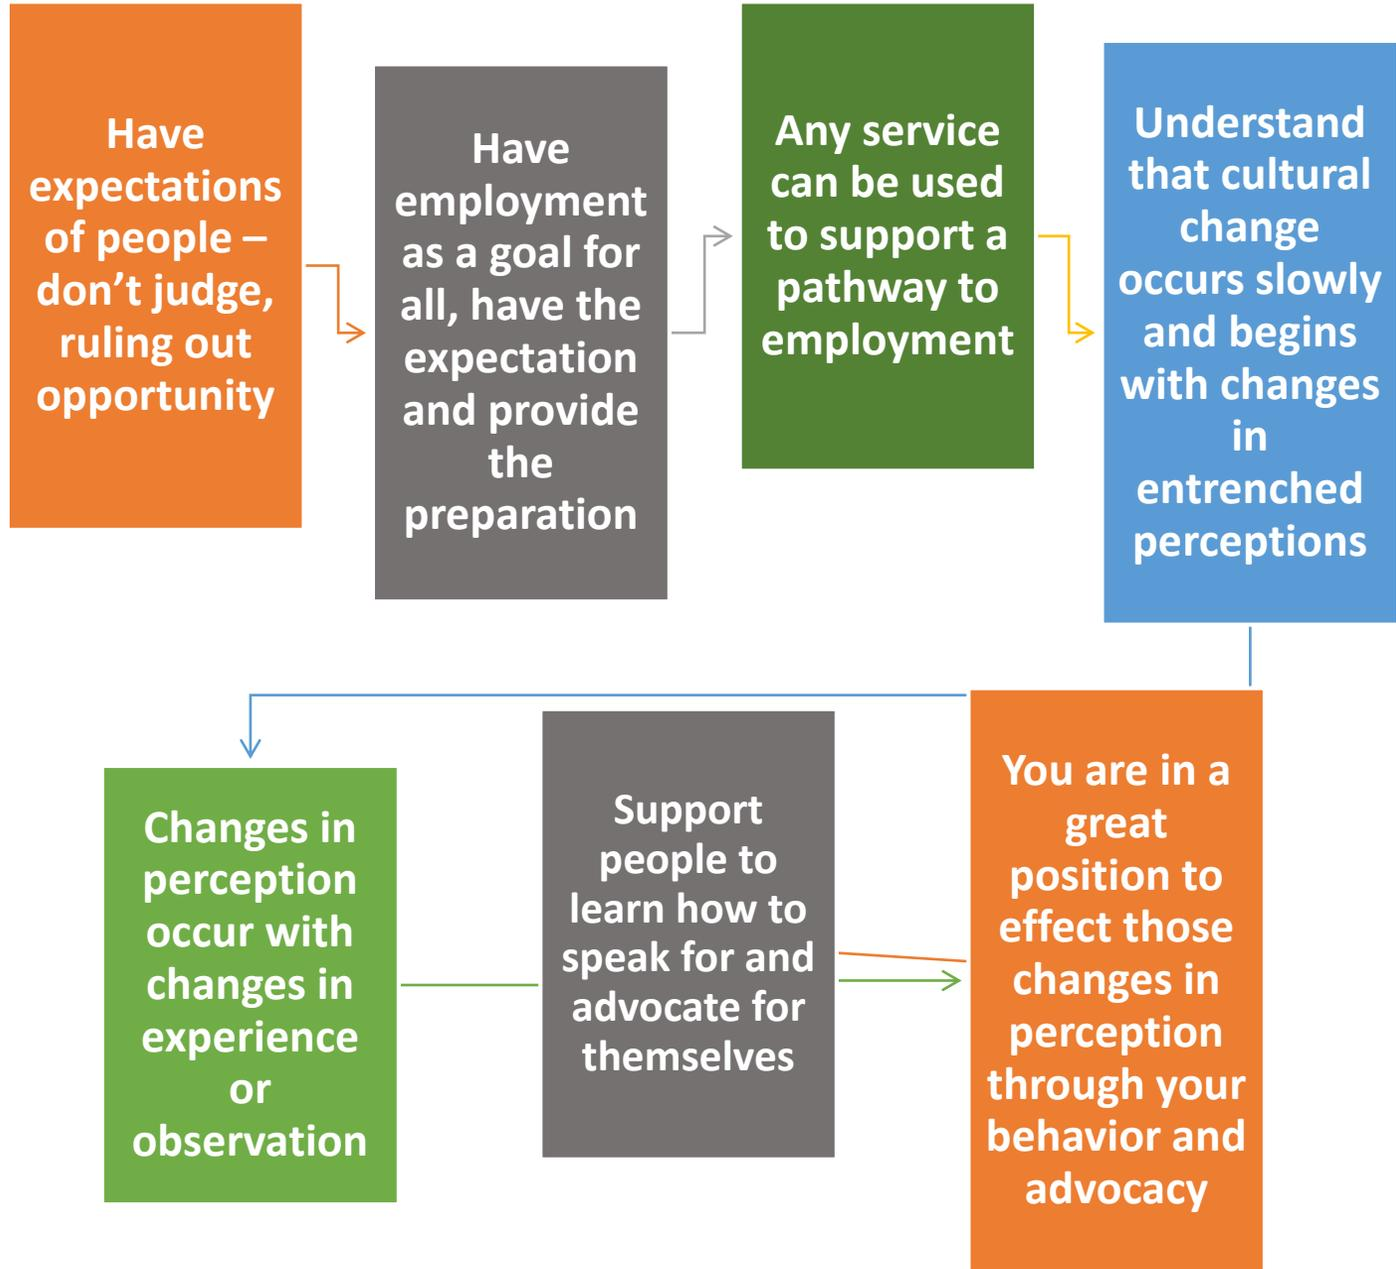 Have
expectations
of people –
don’t judge,
ruling out
opportunity
Have
employment
as a goal for
all, have the
expectation
and provide
the
preparation
Any service
can be used
to support a
pathway to
employment
Understand
that cultural
change
occurs slowly
and begins
with changes
in
entrenched
perceptions
Changes in
perception
occur with
changes in
experience
or
observation
Support
people to
learn how to
speak for and
advocate for
themselves
You are in a
great
position to
effect those
changes in
perception
through your
behavior and
advocacy